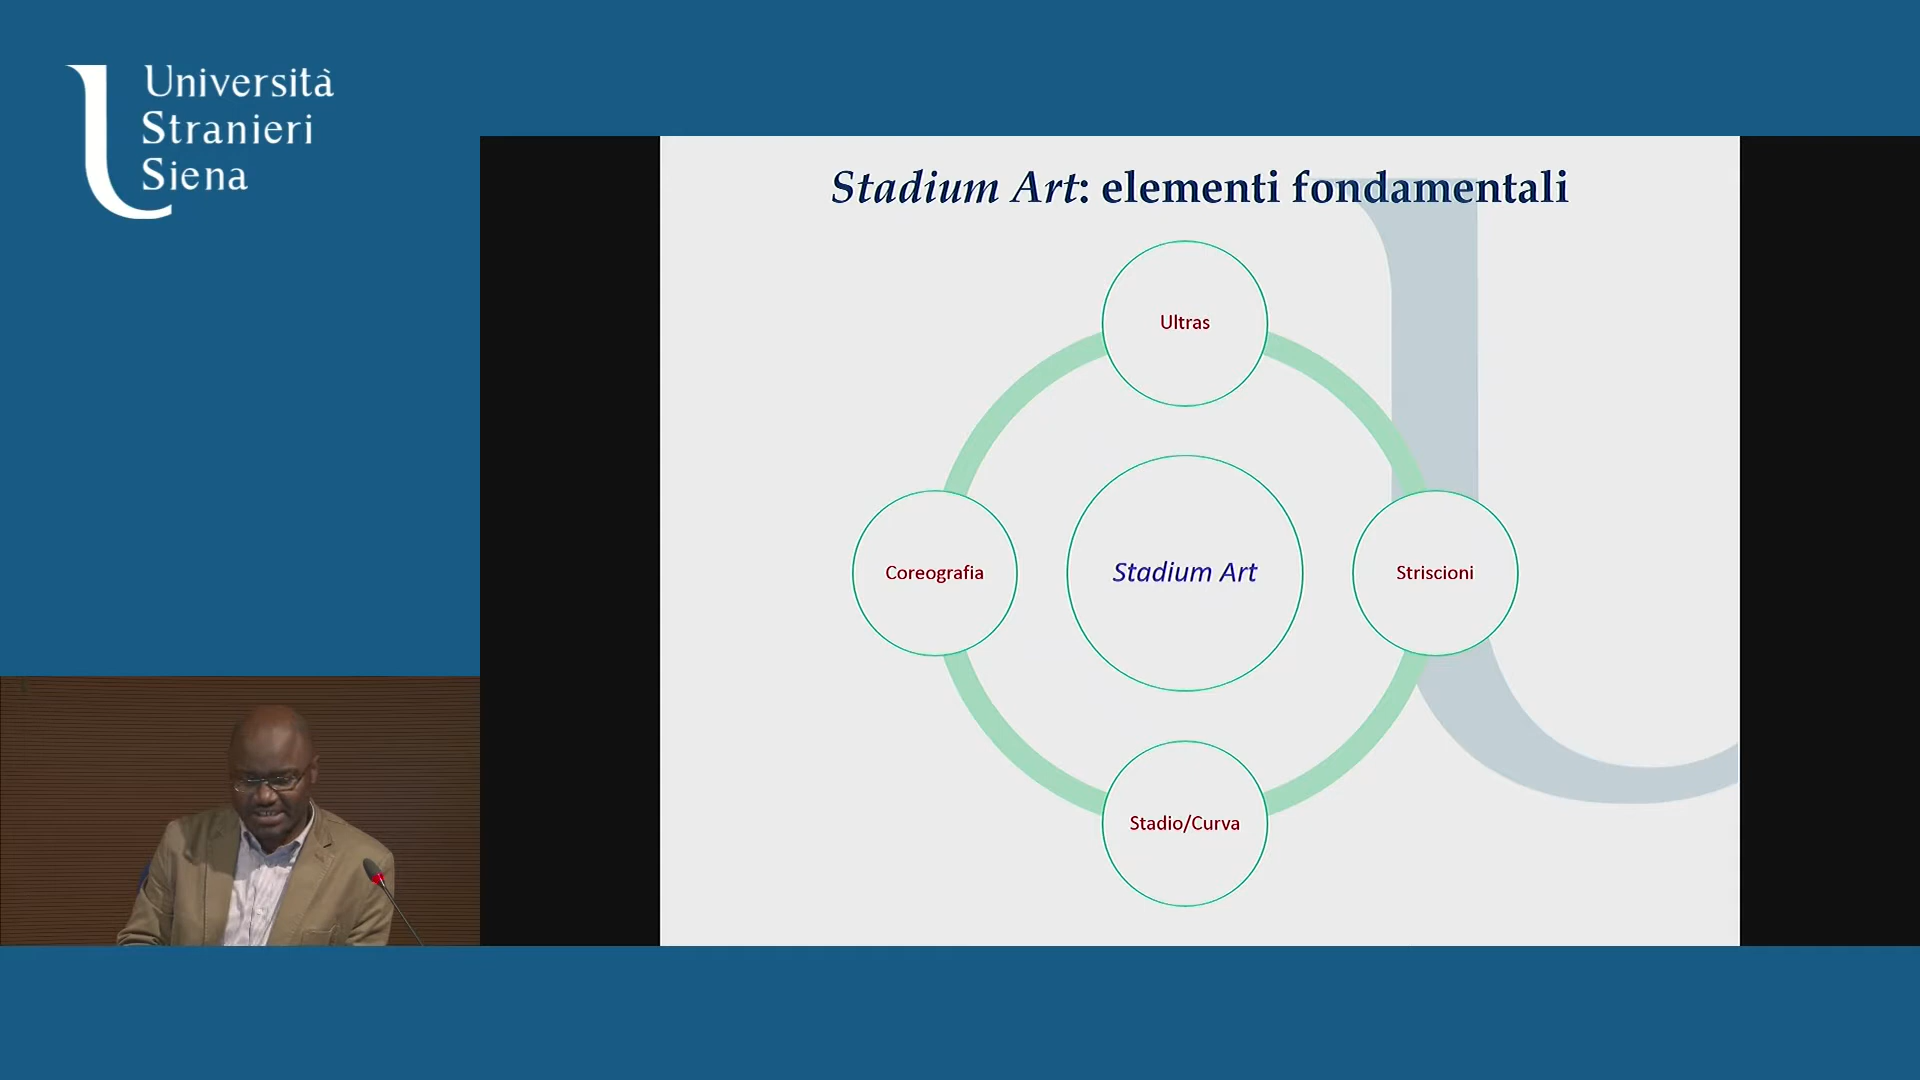 Università
Stranieri
Siena
Stadium Art: elementi fondamentali
Ultras
Coreografia
Stadium Art
Striscioni
Stadio/Curva